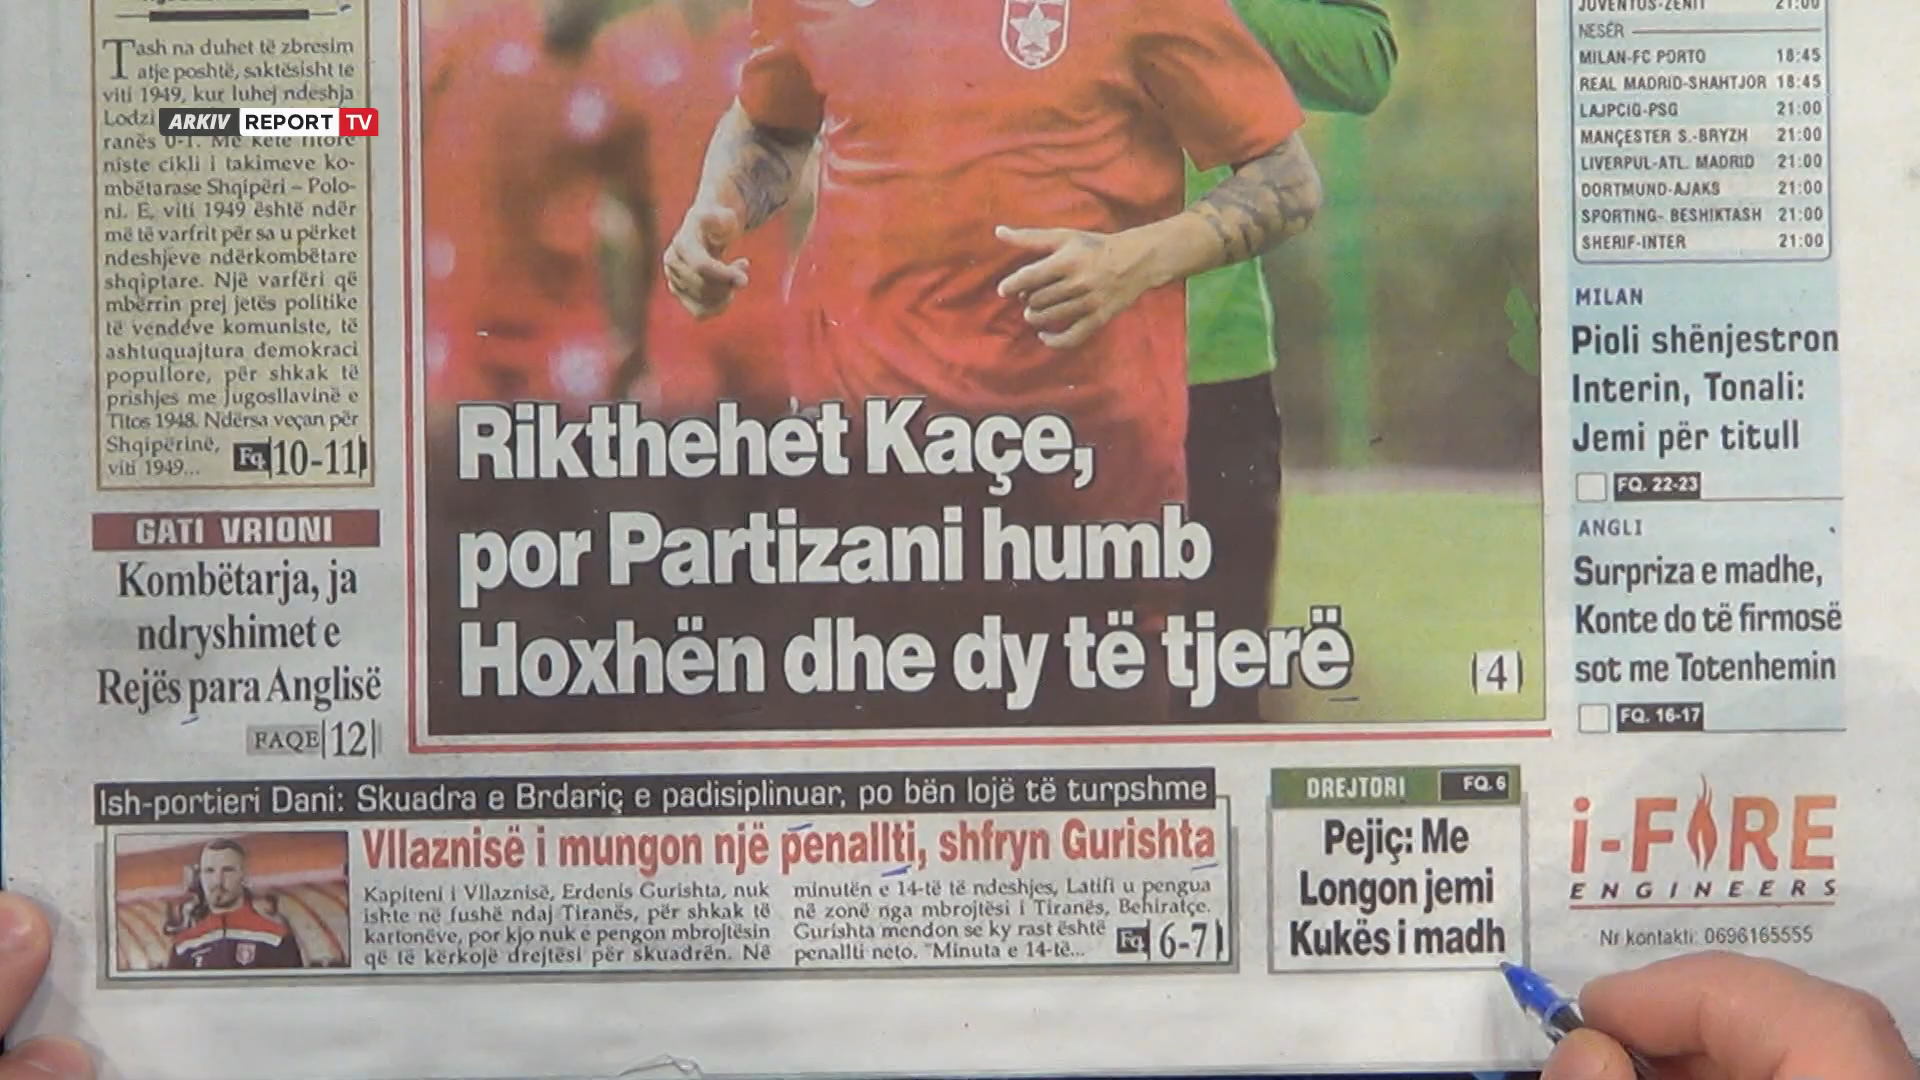 Tash na duhet të zbresim
atje poshtë, saktësisht te
viti 1949, kur luhej ndeshja
Lodzi
ARKIV REPORT TV
ranës 0-1. Me këtë fitore
niste cikli i takimeve ko-
mbëtarase Shqipëri – Polo-
ni. E, viti 1949 është ndër
më të varfrit për sa u përket
ndeshjeve ndërkombëtare
shqiptare. Një varfëri që
mbërrin prej jetës politike
të vendeve komuniste, të
ashtuquajtura demokraci
popullore, për shkak të
prishjes me Jugosllavinë e
Titos 1948. Ndërsa veçan për
Shqipërinë,
viti 1949...
Fq. 10-11
GATI VRIONI
Kombëtarja, ja
ndryshimet e
Rejës para Anglisë
FAQE 12
Rikthehet Kaçe,
por Partizani humb
Hoxhën dhe dy të tjerë
4
JUVENTUS-ZENIT 21:00
NESËR
MILAN-FC PORTO 18:45
REAL MADRID-SHAHTJOR 18:45
LAJPCIG-PSG 21:00
MANÇESTER S.-BRYZH 21:00
LIVERPUL-ATL. MADRID 21:00
DORTMUND-AJAKS 21:00
SPORTING- BESHIKTASH 21:00
SHERIF-INTER 21:00
MILAN
Pioli shënjestron
Interin, Tonali:
Jemi për titull
FQ. 22-23
ANGLI
Surpriza e madhe,
Konte do të firmosë
sot me Totenhemin
FQ. 16-17
Ish-portieri Dani: Skuadra e Brdariç e padisiplinuar, po bën lojë të turpshme
Vllaznisë i mungon një penallti, shfryn Gurishta
Kapiteni i Vllaznisë, Erdenis Gurishta, nuk
ishte në fushë ndaj Tiranës, për shkak të
kartonëve, por kjo nuk e pengon mbrojtësin
që të kërkojë drejtësi për skuadrën. Në
minutën e 14-të të ndeshjes, Latifi u pengua
në zonë nga mbrojtësi i Tiranës, Behiratçe.
Gurishta mendon se ky rast është
penallti neto. "Minuta e 14-të...
Fq. 6-7
DREJTORI FQ. 6
Pejiç: Me
Longon jemi
Kukës i madh
i-FIRE
ENGINEERS
Nr kontakti: 0696165555